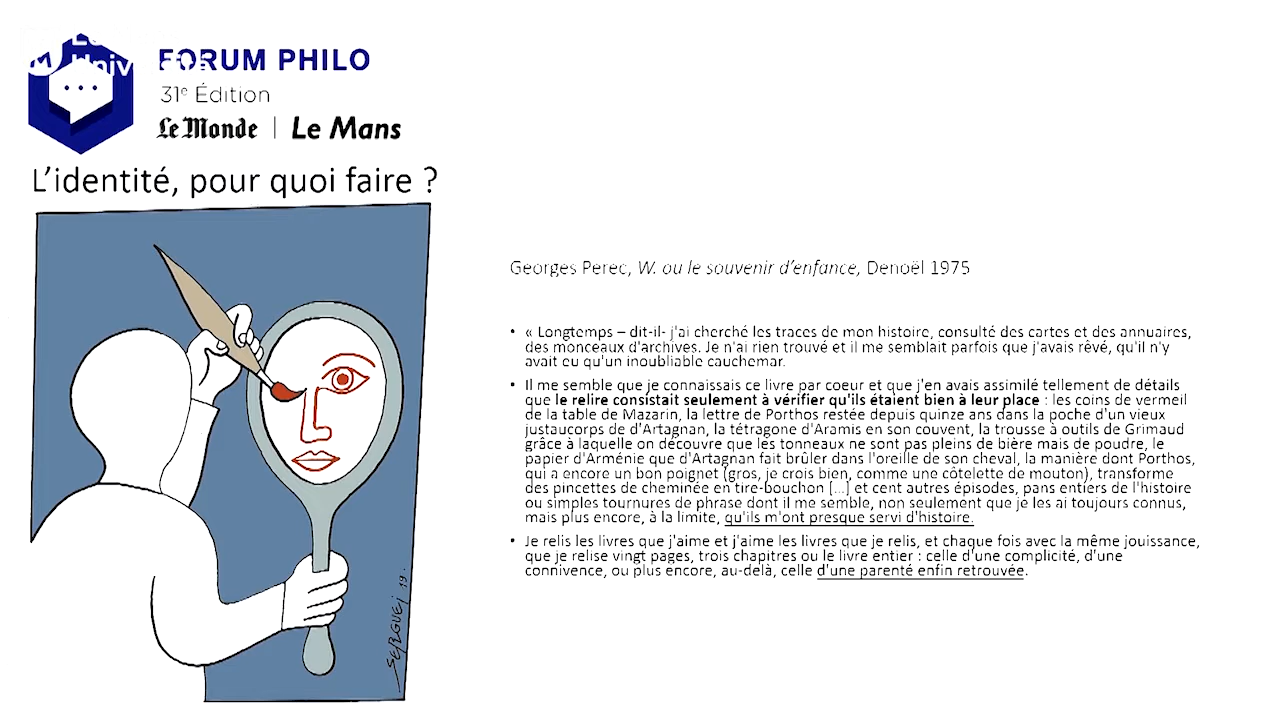 FORUM PHILO
31e Édition
Le Monde | Le Mans
L'identité, pour quoi faire ?
SERGUEI 19.
Georges Perec, W. ou le souvenir d'enfance, Denoël 1975
• « Longtemps – dit-il- j'ai cherché les traces de mon histoire, consulté des cartes et des annuaires,
des monceaux d'archives. Je n'ai rien trouvé et il me semblait parfois que j'avais rêvé, qu'il n'y
avait eu qu'un inoubliable cauchemar.
• Il me semble que je connaissais ce livre par coeur et que j'en avais assimilé tellement de détails
que le relire consistait seulement à vérifier qu'ils étaient bien à leur place : les coins de vermeil
de la table de Mazarin, la lettre de Porthos restée depuis quinze ans dans la poche d'un vieux
justaucorps de d'Artagnan, la tétragone d'Aramis en son couvent, la trousse à outils de Grimaud
grâce à laquelle on découvre que les tonneaux ne sont pas pleins de bière mais de poudre, le
papier d'Arménie que d'Artagnan fait brûler dans l'oreille de son cheval, la manière dont Porthos,
qui a encore un bon poignet (gros, je crois bien, comme une côtelette de mouton), transforme
des pincettes de cheminée en tire-bouchon [...] et cent autres épisodes, pans entiers de l'histoire
ou simples tournures de phrase dont il me semble, non seulement que je les ai toujours connus,
mais plus encore, à la limite, qu'ils m'ont presque servi d'histoire.
• Je relis les livres que j'aime et j'aime les livres que je relis, et chaque fois avec la même jouissance,
que je relise vingt pages, trois chapitres ou le livre entier : celle d'une complicité, d'une
connivence, ou plus encore, au-delà, celle d'une parenté enfin retrouvée.